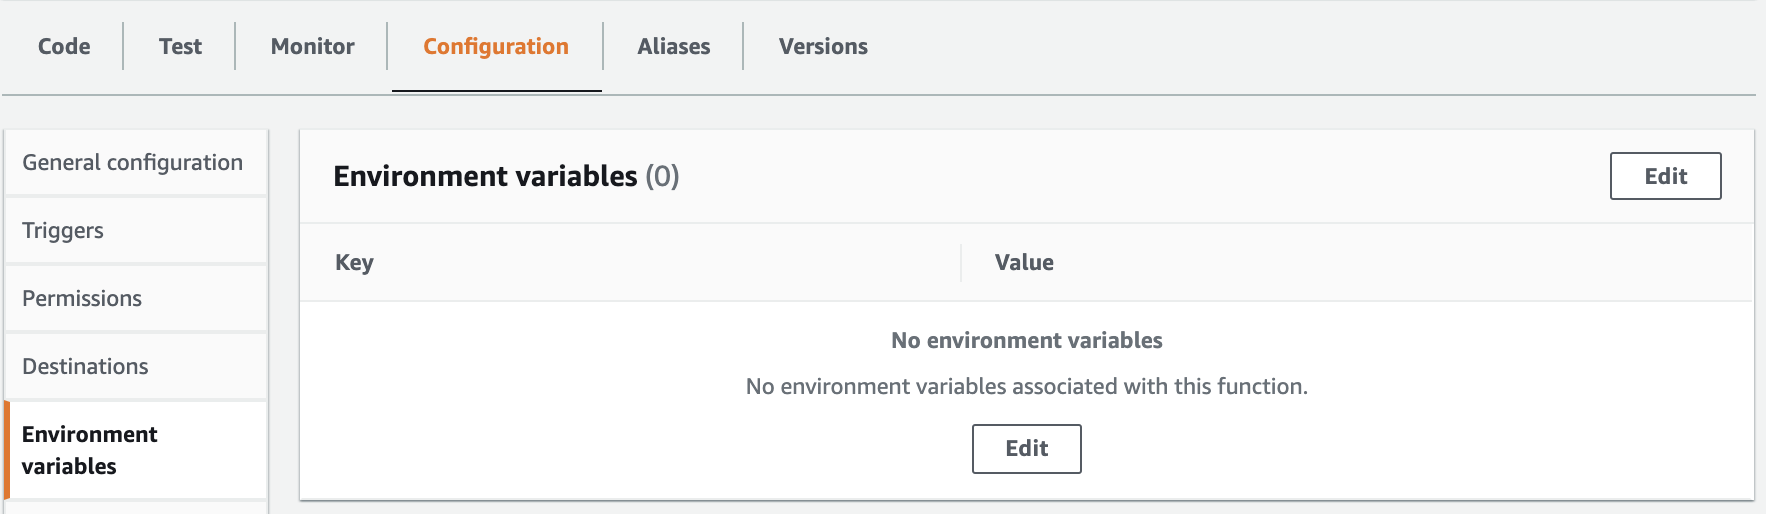 Code Test Monitor Configuration Aliases Versions
General configuration
Triggers
Permissions
Destinations
Environment
variables
Environment variables (0)
Edit
Key Value
No environment variables
No environment variables associated with this function.
Edit